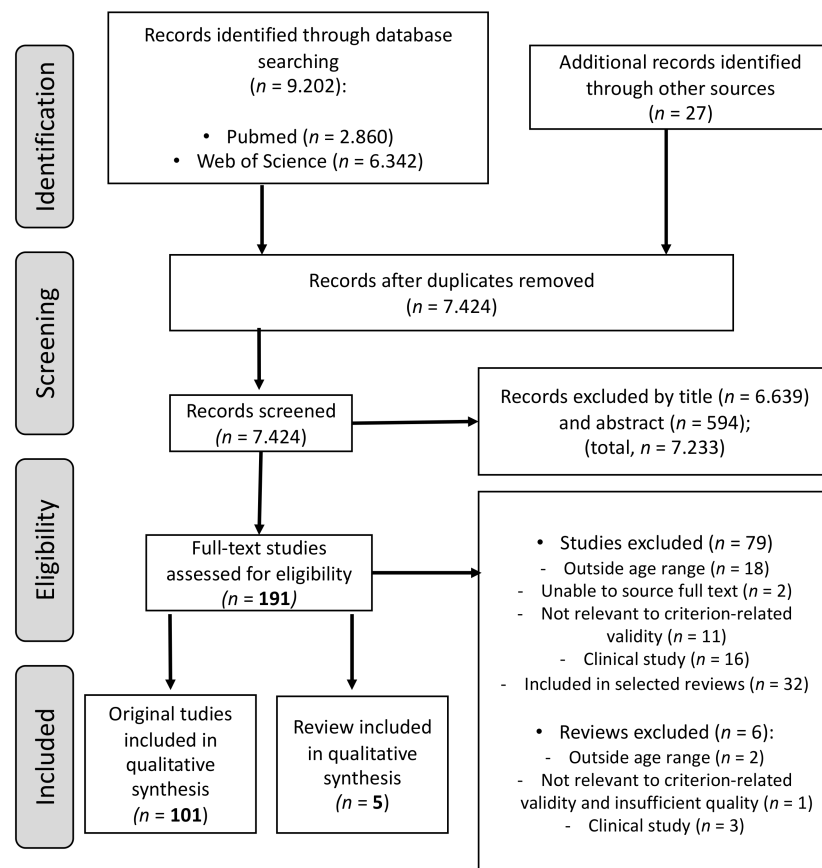 Identification
Records identified through database
searching
(n = 9.202):
• Pubmed (n = 2.860)
• Web of Science (n = 6.342)
Additional records identified
through other sources
(n = 27)
Screening
Records after duplicates removed
(n = 7.424)
Records screened
(n = 7.424)
Records excluded by title (n = 6.639)
and abstract (n = 594);
(total, n = 7.233)
Eligibility
Full-text studies
assessed for eligibility
(n = 191)
• Studies excluded (n = 79)
- Outside age range (n = 18)
- Unable to source full text (n = 2)
- Not relevant to criterion-related
validity (n = 11)
- Clinical study (n = 16)
- Included in selected reviews (n = 32)
• Reviews excluded (n = 6):
- Outside age range (n = 2)
- Not relevant to criterion-related
validity and insufficient quality (n = 1)
- Clinical study (n = 3)
Included
Original tudies
included in
qualitative
synthesis
(n = 101)
Review included
in qualitative
synthesis
(n = 5)